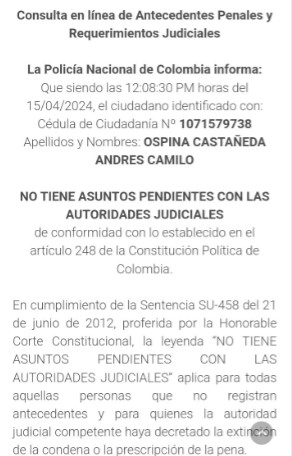 Consulta en línea de Antecedentes Penales y
Requerimientos Judiciales
La Policía Nacional de Colombia informa:
Que siendo las 12:08:30 PM horas del
15/04/2024, el ciudadano identificado con:
Cédula de Ciudadanía Nº 1071579738
Apellidos y Nombres: OSPINA CASTAÑEDA
ANDRES CAMILO
NO TIENE ASUNTOS PENDIENTES CON LAS
AUTORIDADES JUDICIALES
de conformidad con lo establecido en el
artículo 248 de la Constitución Política de
Colombia.
En cumplimiento de la Sentencia SU-458 del 21
de junio de 2012, proferida por la Honorable
Corte Constitucional, la leyenda “NO TIENE
ASUNTOS PENDIENTES CON LAS
AUTORIDADES JUDICIALES” aplica para todas
aquellas personas que no registran
antecedentes y para quienes la autoridad
judicial competente haya decretado la extinción
de la condena o la prescripción de la pena.